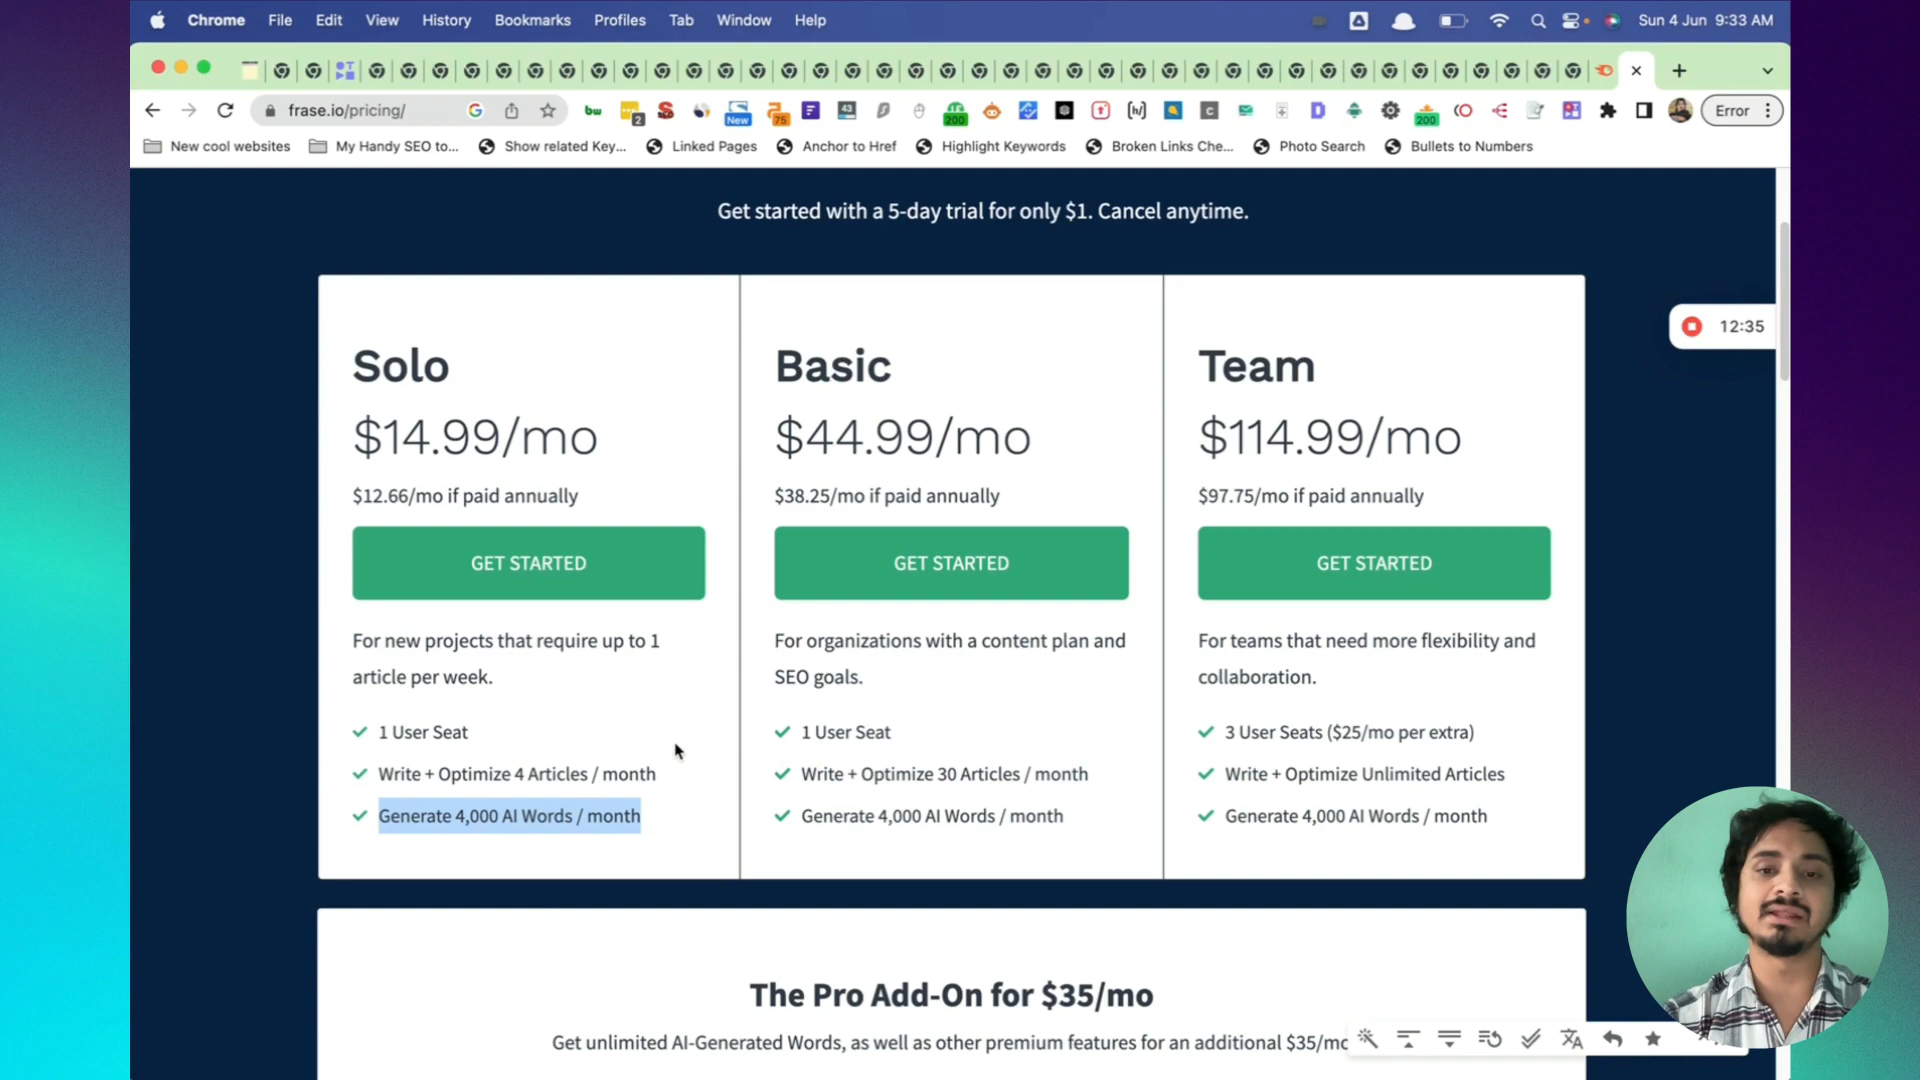 Chrome File Edit View History Bookmarks Profiles Tab Window Help Sun 4 Jun 9:33 AM
frase.io/pricing/ 2 New 75 43 200 200 Error
New cool websites My Handy SEO to... Show related Key... Linked Pages Anchor to Href Highlight Keywords Broken Links Che... Photo Search Bullets to Numbers
Get started with a 5-day trial for only $1. Cancel anytime.
12:35
Solo
$14.99/mo
$12.66/mo if paid annually
GET STARTED
For new projects that require up to 1
article per week.
1 User Seat
Write + Optimize 4 Articles / month
Generate 4,000 AI Words / month
Basic
$44.99/mo
$38.25/mo if paid annually
GET STARTED
For organizations with a content plan and
SEO goals.
1 User Seat
Write + Optimize 30 Articles / month
Generate 4,000 AI Words / month
Team
$114.99/mo
$97.75/mo if paid annually
GET STARTED
For teams that need more flexibility and
collaboration.
3 User Seats ($25/mo per extra)
Write + Optimize Unlimited Articles
Generate 4,000 AI Words / month
The Pro Add-On for $35/mo
Get unlimited AI-Generated Words, as well as other premium features for an additional $35/mo